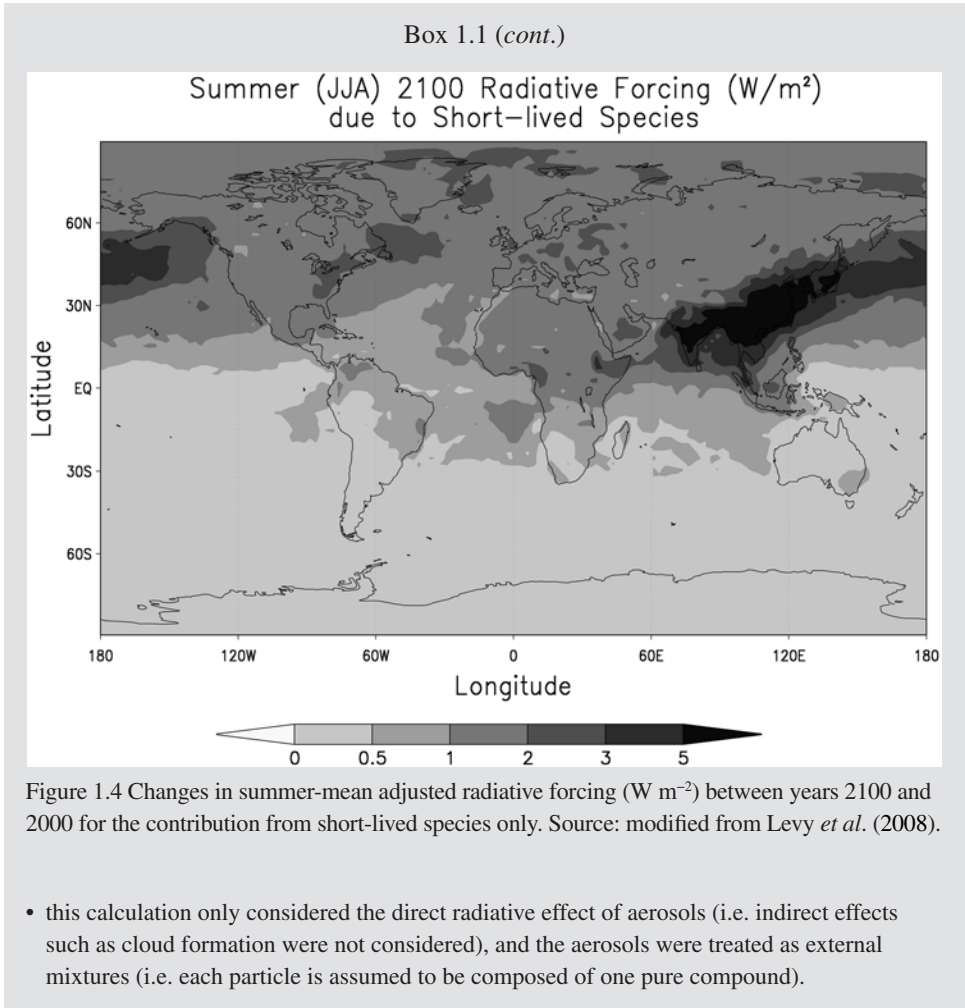 Box 1.1 (cont.)
Summer (JJA) 2100 Radiative Forcing (W/m²)
due to Short-lived Species
Latitude
60N
30N
EQ
30S
60S
180 120W 60W 0 60E 120E 180
Longitude
0 0.5 1 2 3 5
Figure 1.4 Changes in summer-mean adjusted radiative forcing (W m⁻²) between years 2100 and
2000 for the contribution from short-lived species only. Source: modified from Levy et al. (2008).
• this calculation only considered the direct radiative effect of aerosols (i.e. indirect effects
such as cloud formation were not considered), and the aerosols were treated as external
mixtures (i.e. each particle is assumed to be composed of one pure compound).